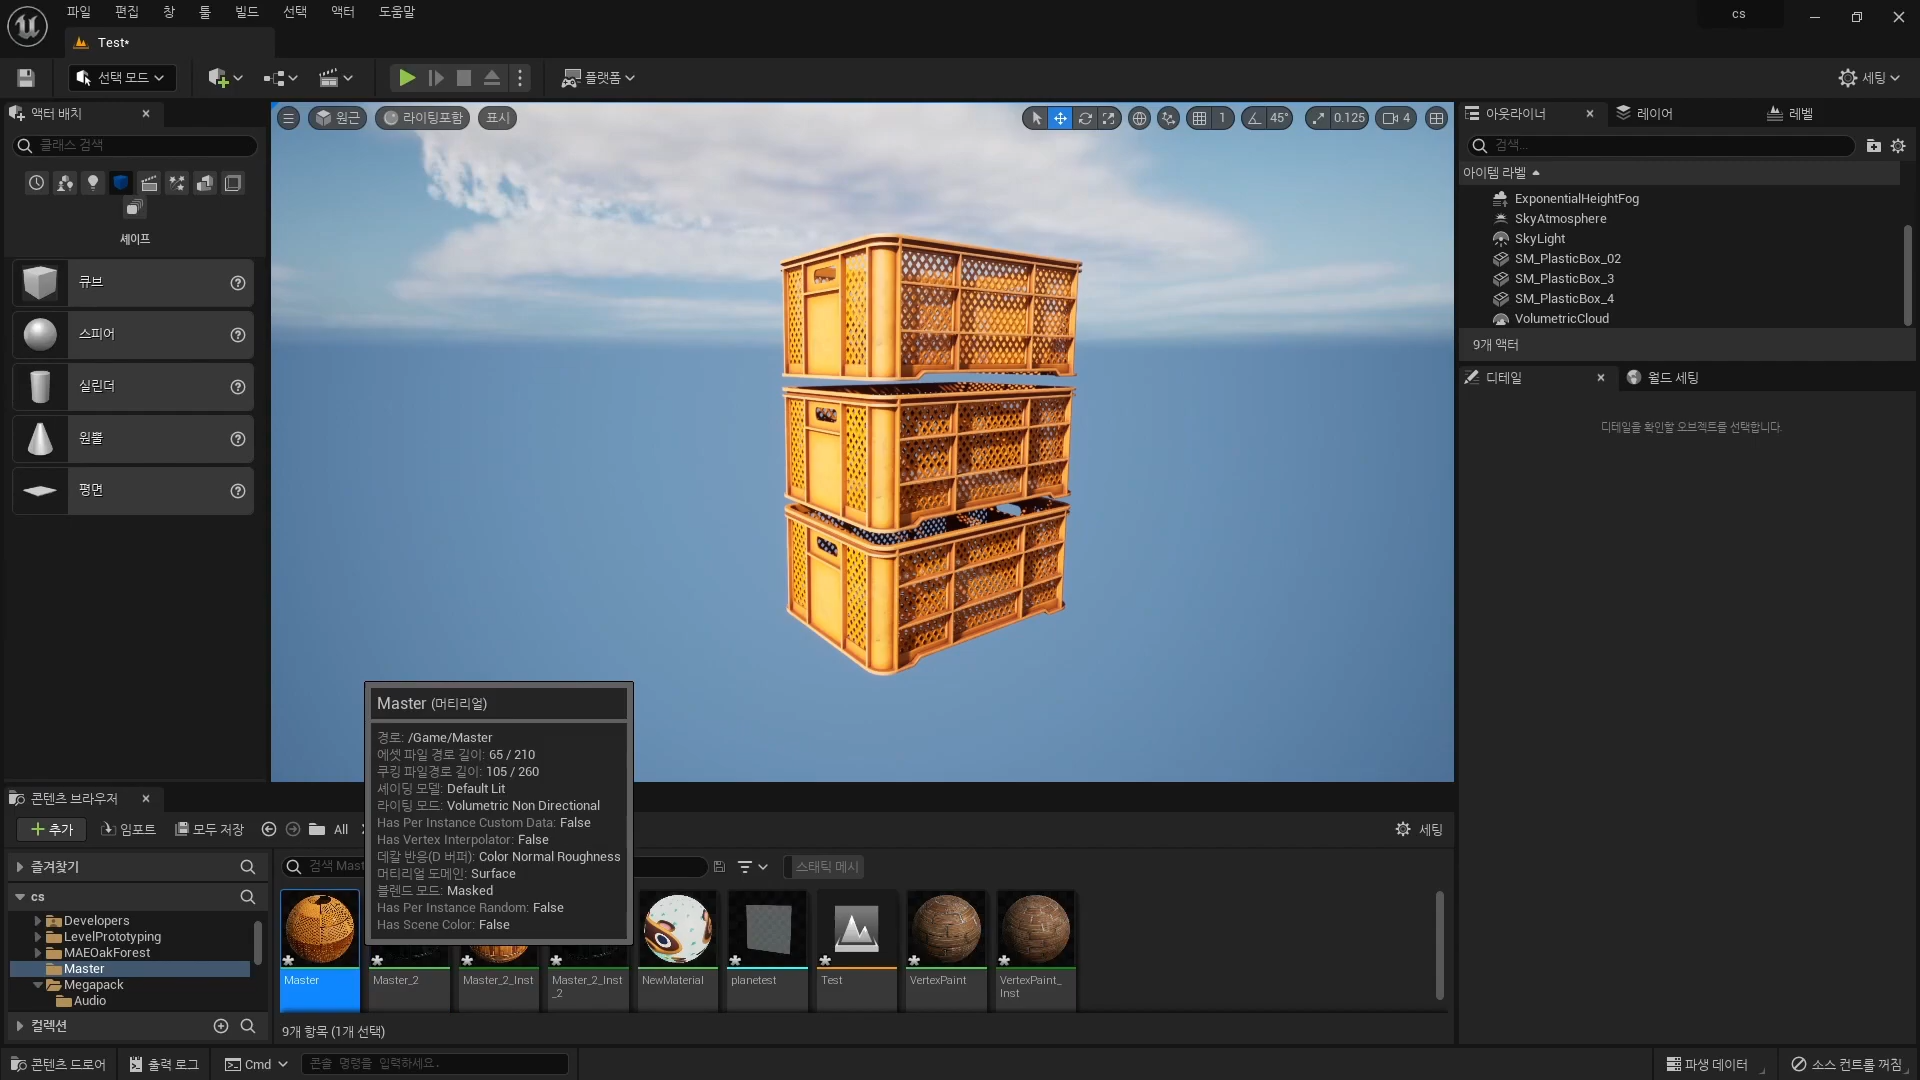 파일 편집 창 툴 빌드 선택 액터 도움말 cs
Test*
선택 모드 플랫폼 세팅
액터 배치
클래스 검색
셰이프
큐브
스피어
실린더
원뿔
평면
원근 라이팅포함 표시 1 45° 0.125 4
아웃라이너 레이어 레벨
검색...
아이템 라벨
ExponentialHeightFog
SkyAtmosphere
SkyLight
SM_PlasticBox_02
SM_PlasticBox_3
SM_PlasticBox_4
VolumetricCloud
9개 액터
디테일 월드 세팅
디테일을 확인할 오브젝트를 선택합니다.
Master (머티리얼)
경로: /Game/Master
에셋 파일 경로 길이: 65 / 210
쿠킹 파일경로 길이: 105 / 260
셰이딩 모델: Default Lit
라이팅 모드: Volumetric Non Directional
Has Per Instance Custom Data: False
Has Vertex Interpolator: False
데칼 반응(D 버퍼): Color Normal Roughness
머티리얼 도메인: Surface
블렌드 모드: Masked
Has Per Instance Random: False
Has Scene Color: False
콘텐츠 브라우저
추가 임포트 모두 저장 All 세팅
즐겨찾기
cs
Developers
LevelPrototyping
MAEOakForest
Master
Megapack
Audio
컬렉션
검색 Mas
스태틱 메시
Master
Master_2
Master_2_Inst
Master_2_Inst
_2
NewMaterial
planetest
Test
VertexPaint
VertexPaint_
Inst
9개 항목 (1개 선택)
콘텐츠 드로어 출력 로그 Cmd 콘솔 명령을 입력하세요. 파생 데이터 소스 컨트롤 꺼짐